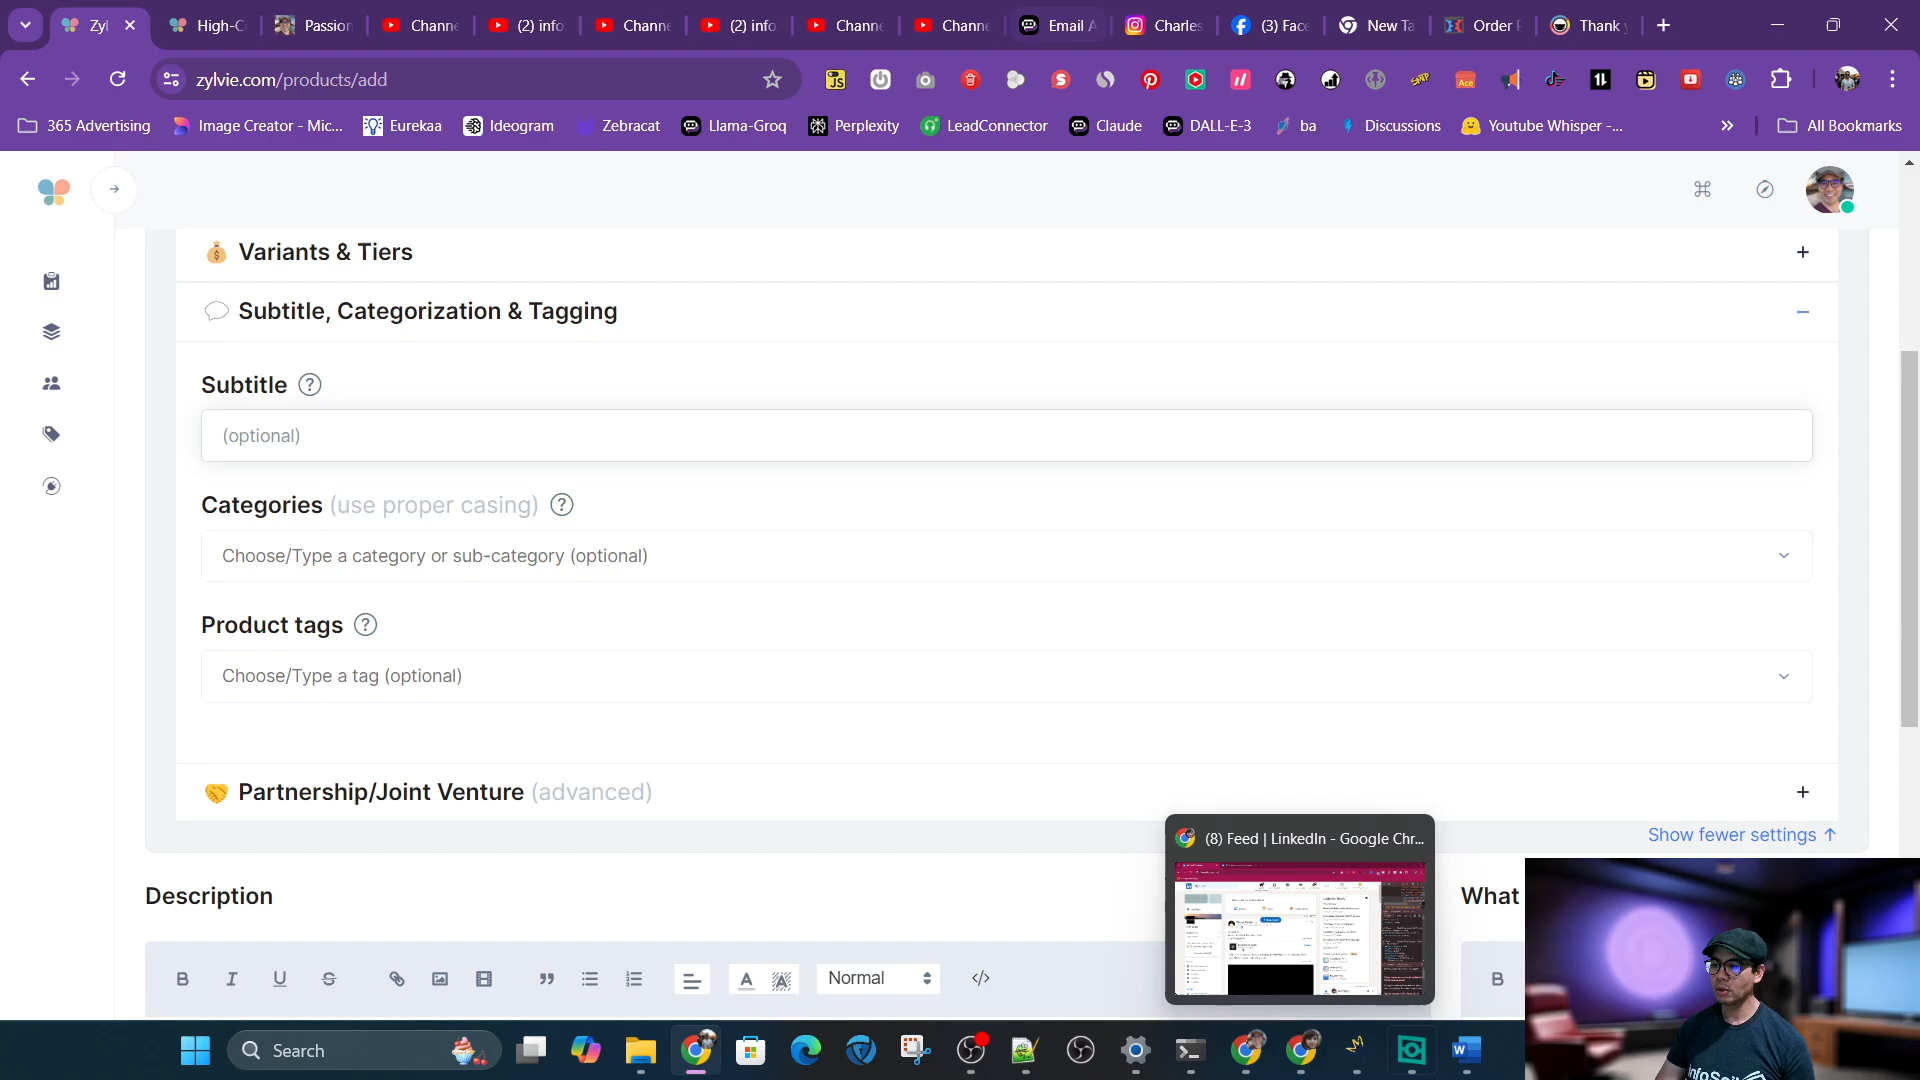 Zyl
High-C
Passion
Channe
(2) info
Channe
(2) info
Channe
Channe
Email A
Charles
(3) Face
New Ta
Order F
Thank y
zylvie.com/products/add
365 Advertising
Image Creator - Mic...
Eurekaa
Ideogram
Zebracat
Llama-Groq
Perplexity
LeadConnector
Claude
DALL-E-3
ba
Discussions
Youtube Whisper -...
All Bookmarks
Variants & Tiers
Subtitle, Categorization & Tagging
Subtitle
(optional)
Categories (use proper casing)
Choose/Type a category or sub-category (optional)
Product tags
Choose/Type a tag (optional)
Partnership/Joint Venture (advanced)
(8) Feed | LinkedIn - Google Chr...
Show fewer settings ↑
Description
What
Normal
Search